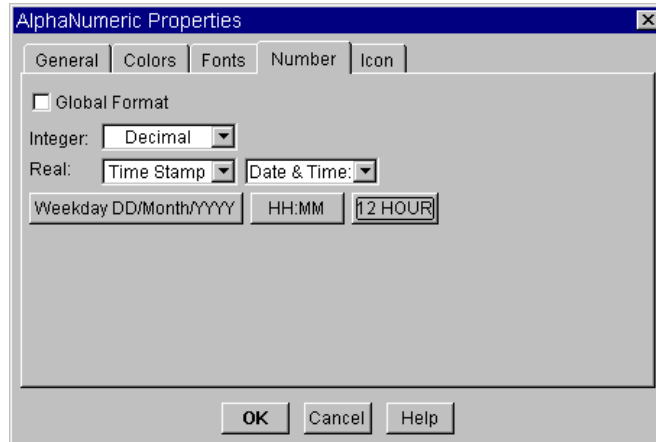 AlphaNumeric Properties
General Colors Fonts Number Icon
Global Format
Integer: Decimal
Real: Time Stamp Date & Time:
Weekday DD/Month/YYYY HH:MM 12 HOUR
OK Cancel Help